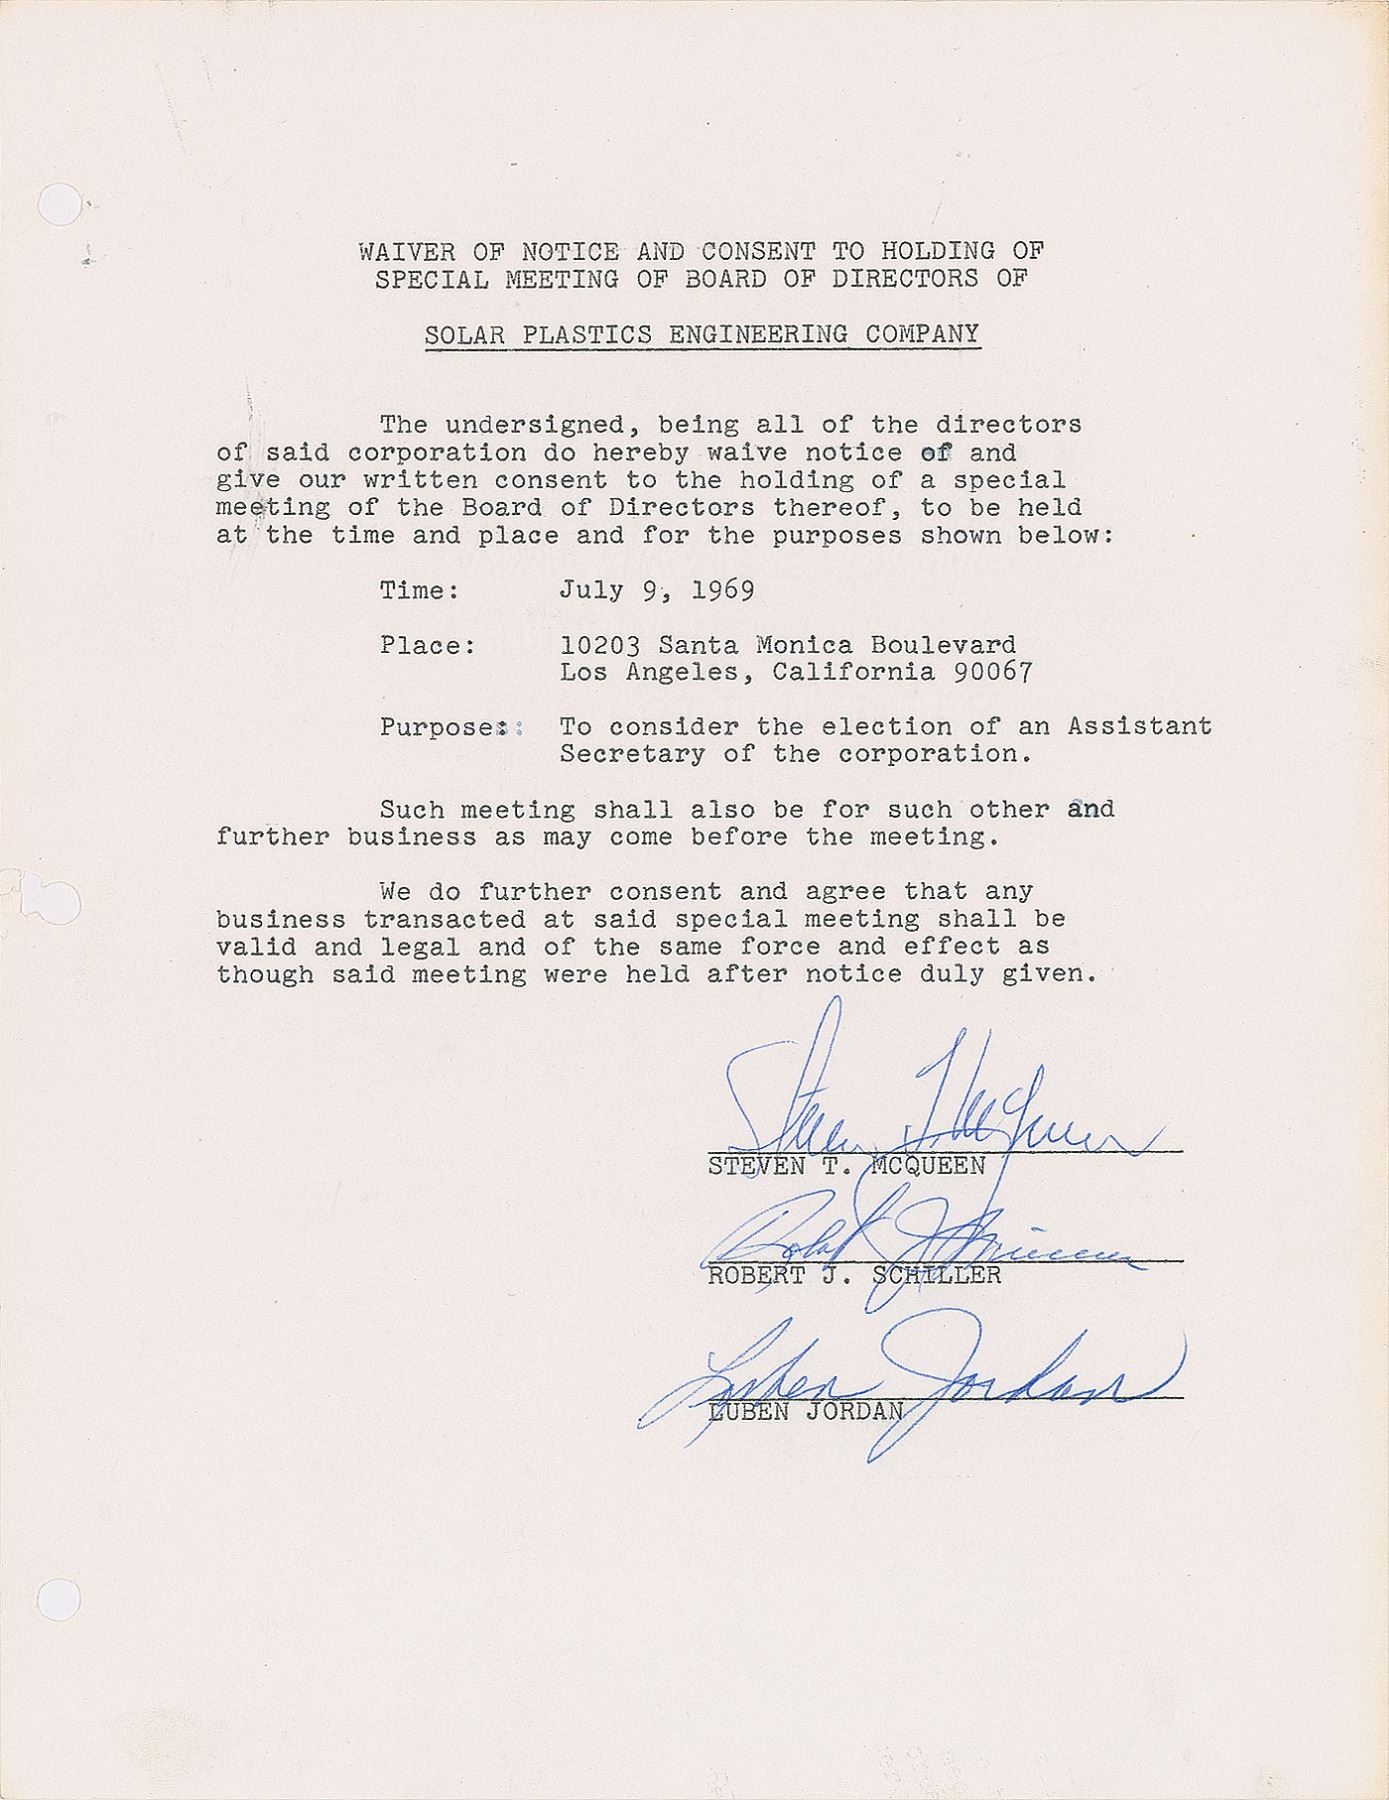 WAIVER OF NOTICE AND CONSENT TO HOLDING OF
SPECIAL MEETING OF BOARD OF DIRECTORS OF
SOLAR PLASTICS ENGINEERING COMPANY
The undersigned, being all of the directors
of said corporation do hereby waive notice of and
give our written consent to the holding of a special
meeting of the Board of Directors thereof, to be held
at the time and place and for the purposes shown below:
Time: July 9, 1969
Place: 10203 Santa Monica Boulevard
Los Angeles, California 90067
Purpose:: To consider the election of an Assistant
Secretary of the corporation.
Such meeting shall also be for such other and
further business as may come before the meeting.
We do further consent and agree that any
business transacted at said special meeting shall be
valid and legal and of the same force and effect as
though said meeting were held after notice duly given.
Steven T. McQueen
STEVEN T. MCQUEEN
Robert J. Schiller
ROBERT J. SCHILLER
Luben Jordan
LUBEN JORDAN